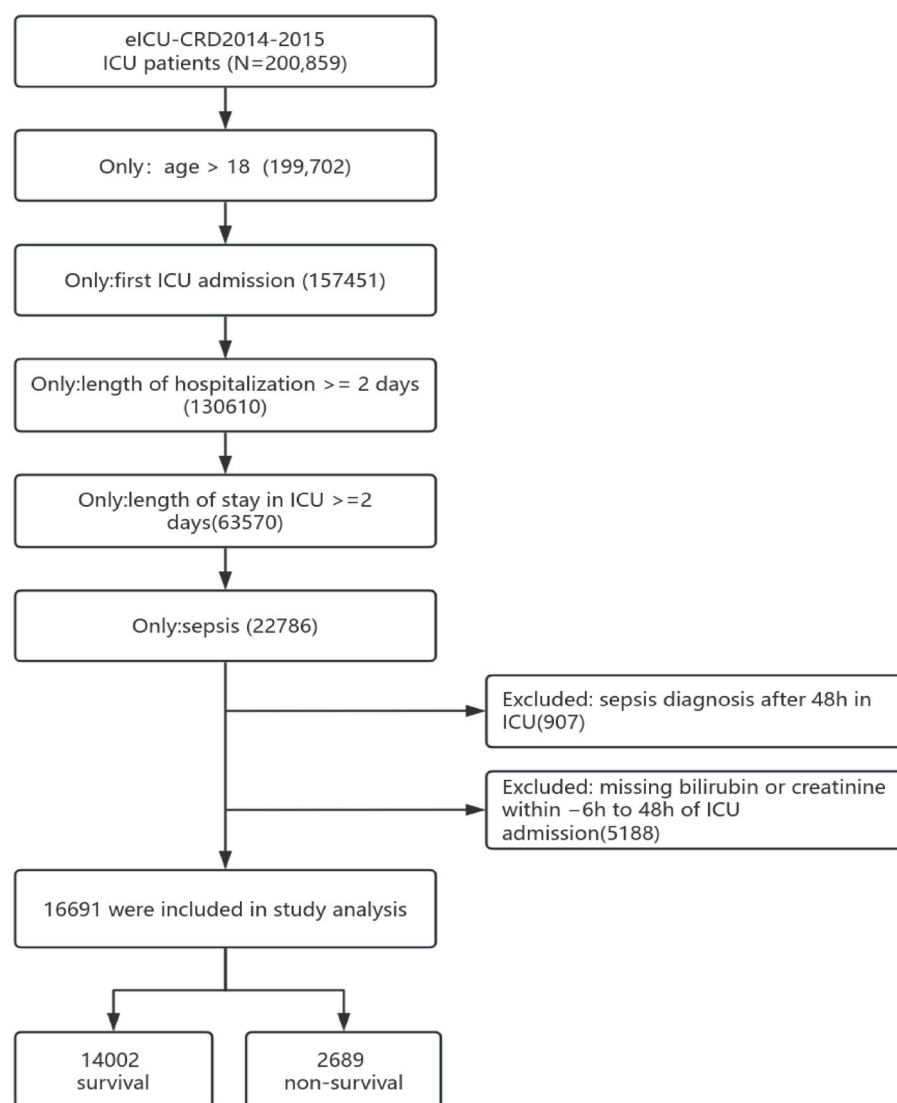 eICU-CRD2014-2015
ICU patients (N=200,859)
Only: age > 18 (199,702)
Only:first ICU admission (157451)
Only:length of hospitalization >= 2 days
(130610)
Only:length of stay in ICU >=2
days(63570)
Only:sepsis (22786)
Excluded: sepsis diagnosis after 48h in
ICU(907)
Excluded: missing bilirubin or creatinine
within −6h to 48h of ICU
admission(5188)
16691 were included in study analysis
14002
survival
2689
non-survival